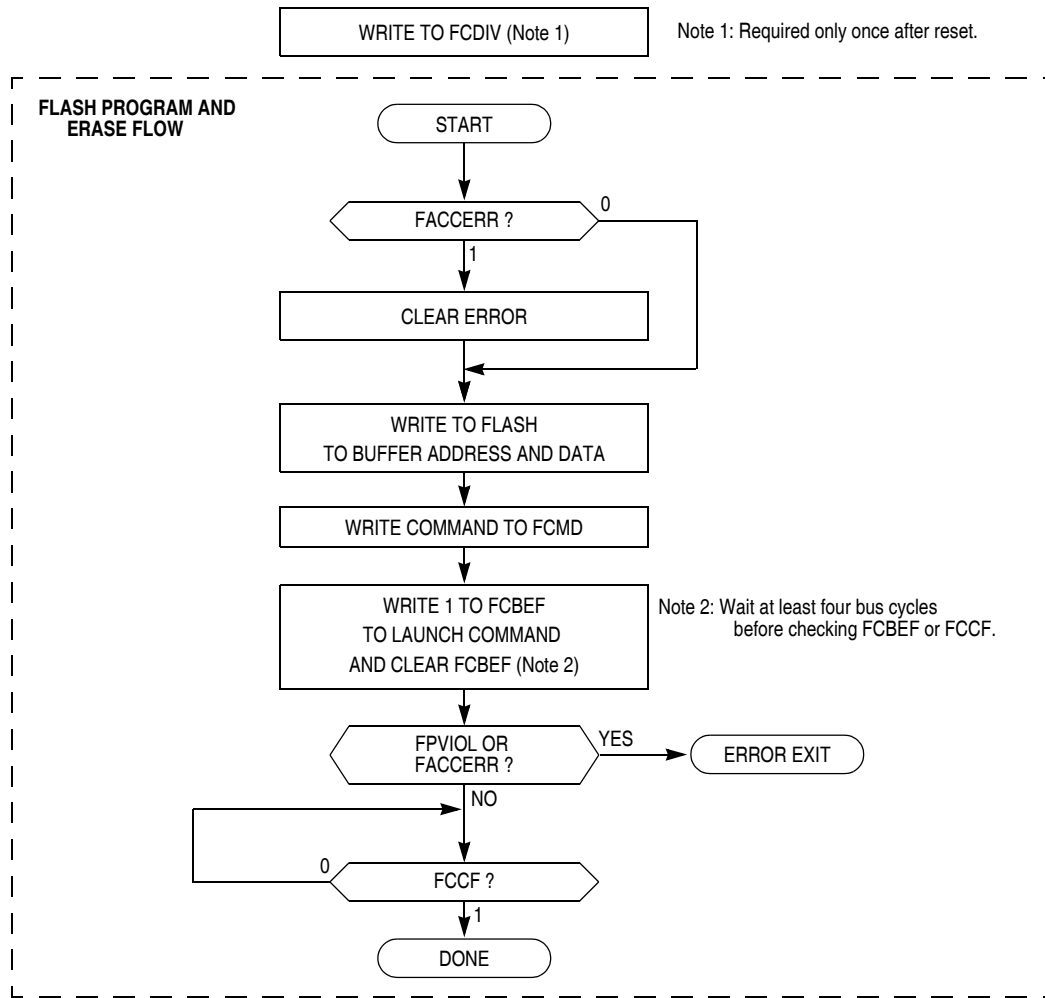 WRITE TO FCDIV (Note 1)
Note 1: Required only once after reset.
FLASH PROGRAM AND
ERASE FLOW
START
FACCERR ?
0
1
CLEAR ERROR
WRITE TO FLASH
TO BUFFER ADDRESS AND DATA
WRITE COMMAND TO FCMD
WRITE 1 TO FCBEF
TO LAUNCH COMMAND
AND CLEAR FCBEF (Note 2)
Note 2: Wait at least four bus cycles
before checking FCBEF or FCCF.
FPVIOL OR
FACCERR ?
YES
ERROR EXIT
NO
0
FCCF ?
1
DONE